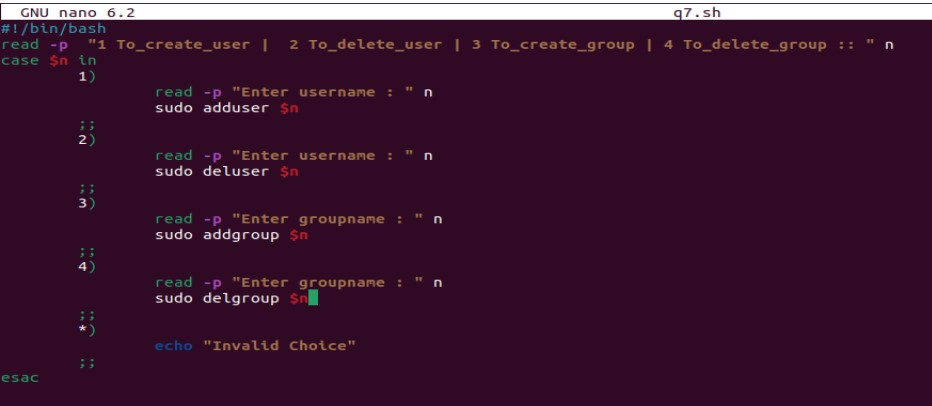 GNU nano 6.2 q7.sh
#!/bin/bash
read -p  "1 To_create_user |  2 To_delete_user | 3 To_create_group | 4 To_delete_group :: " n
case $n in
1)
read -p "Enter username : " n
sudo adduser $n
;;
2)
read -p "Enter username : " n
sudo deluser $n
;;
3)
read -p "Enter groupname : " n
sudo addgroup $n
;;
4)
read -p "Enter groupname : " n
sudo delgroup $n
;;
*)
echo "Invalid Choice"
;;
esac